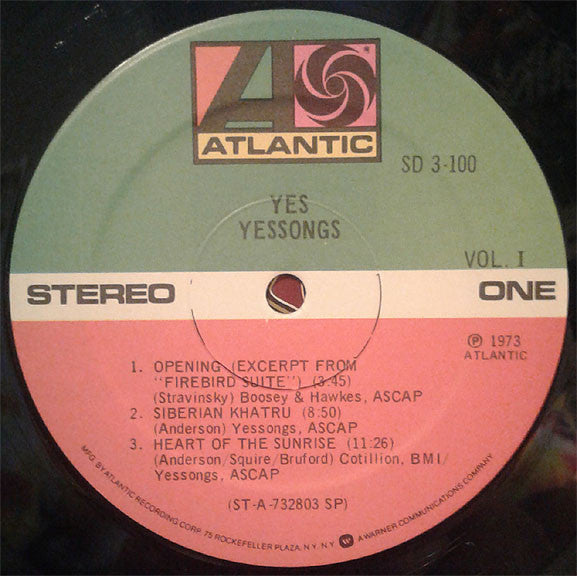 ATLANTIC
®
SD 3-100
YES
YESSONGS
VOL. I
STEREO
ONE
℗ 1973
ATLANTIC
1. OPENING (EXCERPT FROM
"FIREBIRD SUITE") (3:45)
(Stravinsky) Boosey & Hawkes, ASCAP
2. SIBERIAN KHATRU (8:50)
(Anderson) Yessongs, ASCAP
3. HEART OF THE SUNRISE (11:26)
(Anderson/Squire/Bruford) Cotillion, BMI/
Yessongs, ASCAP
(ST-A-732803 SP)
MFG. BY ATLANTIC RECORDING CORP. 75 ROCKEFELLER PLAZA, N.Y. N.Y. W A WARNER COMMUNICATIONS COMPANY